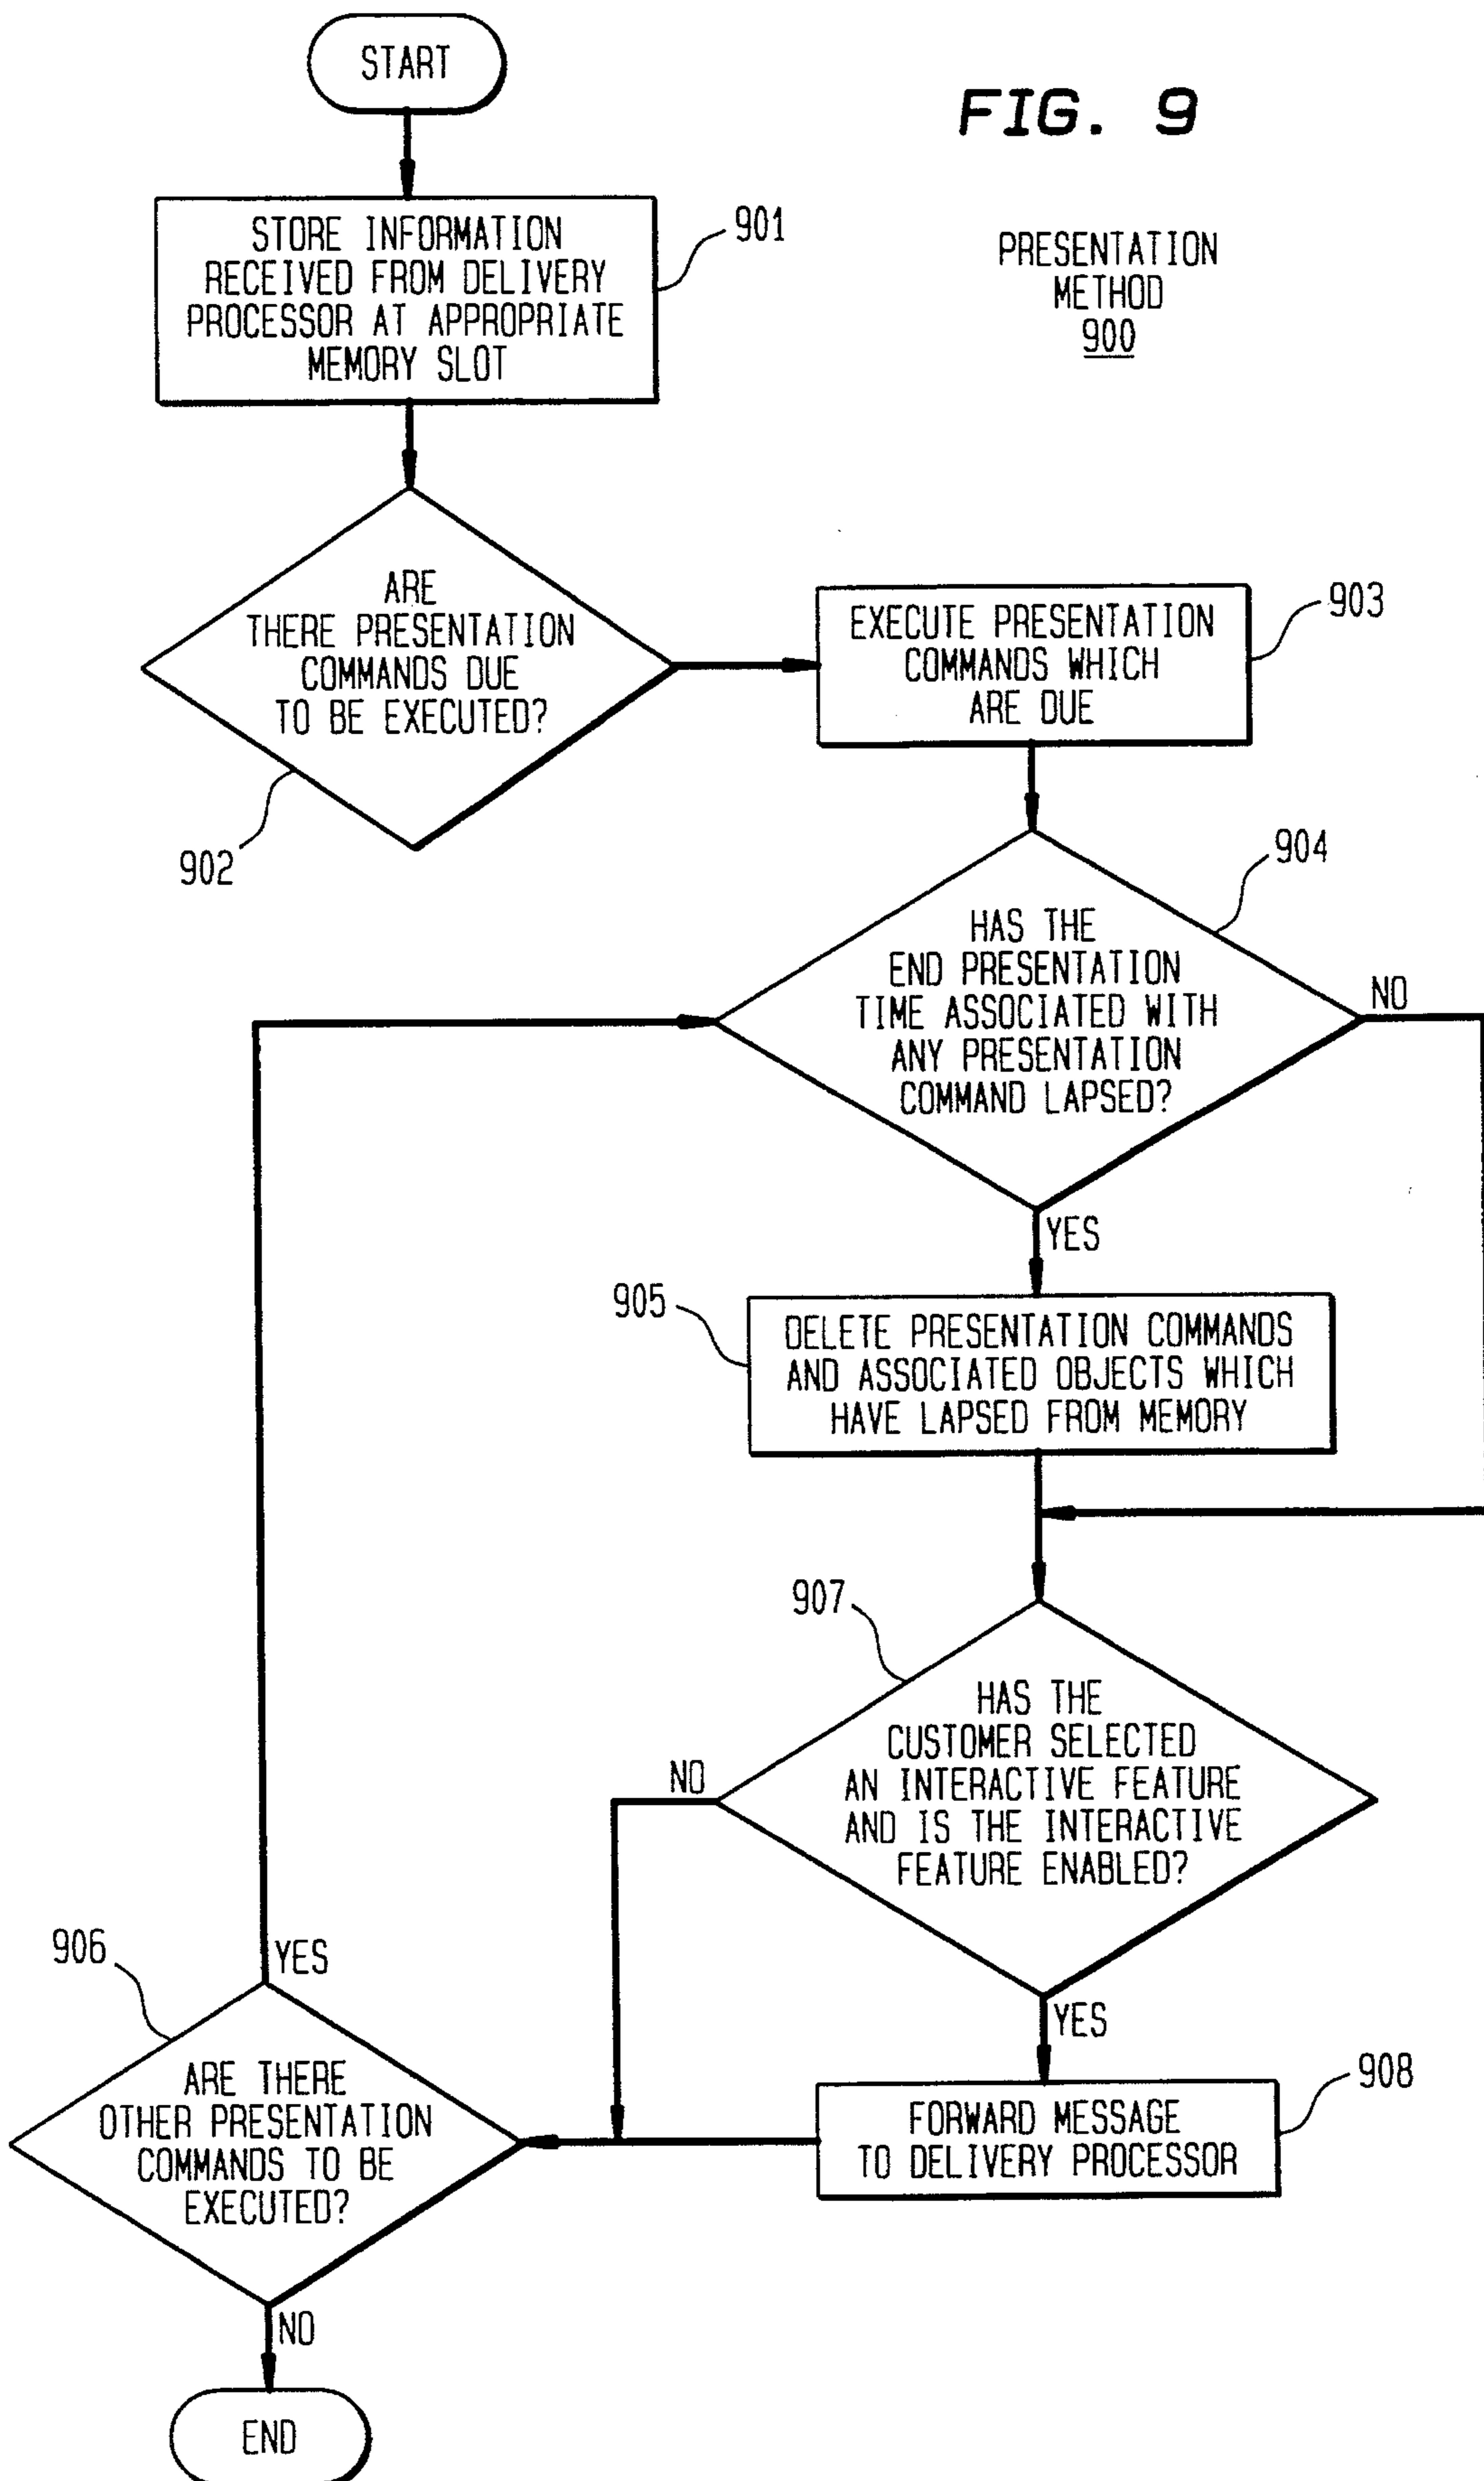 START
FIG. 9
STORE INFORMATION
RECEIVED FROM DELIVERY
PROCESSOR AT APPROPRIATE
MEMORY SLOT
901
PRESENTATION
METHOD
900
ARE
THERE PRESENTATION
COMMANDS DUE
TO BE EXECUTED?
902
EXECUTE PRESENTATION
COMMANDS WHICH
ARE DUE
903
904
HAS THE
END PRESENTATION
TIME ASSOCIATED WITH
ANY PRESENTATION
COMMAND LAPSED?
NO
YES
905
DELETE PRESENTATION COMMANDS
AND ASSOCIATED OBJECTS WHICH
HAVE LAPSED FROM MEMORY
907
HAS THE
CUSTOMER SELECTED
AN INTERACTIVE FEATURE
AND IS THE INTERACTIVE
FEATURE ENABLED?
NO
YES
906
YES
ARE THERE
OTHER PRESENTATION
COMMANDS TO BE
EXECUTED?
908
FORWARD MESSAGE
TO DELIVERY PROCESSOR
NO
END